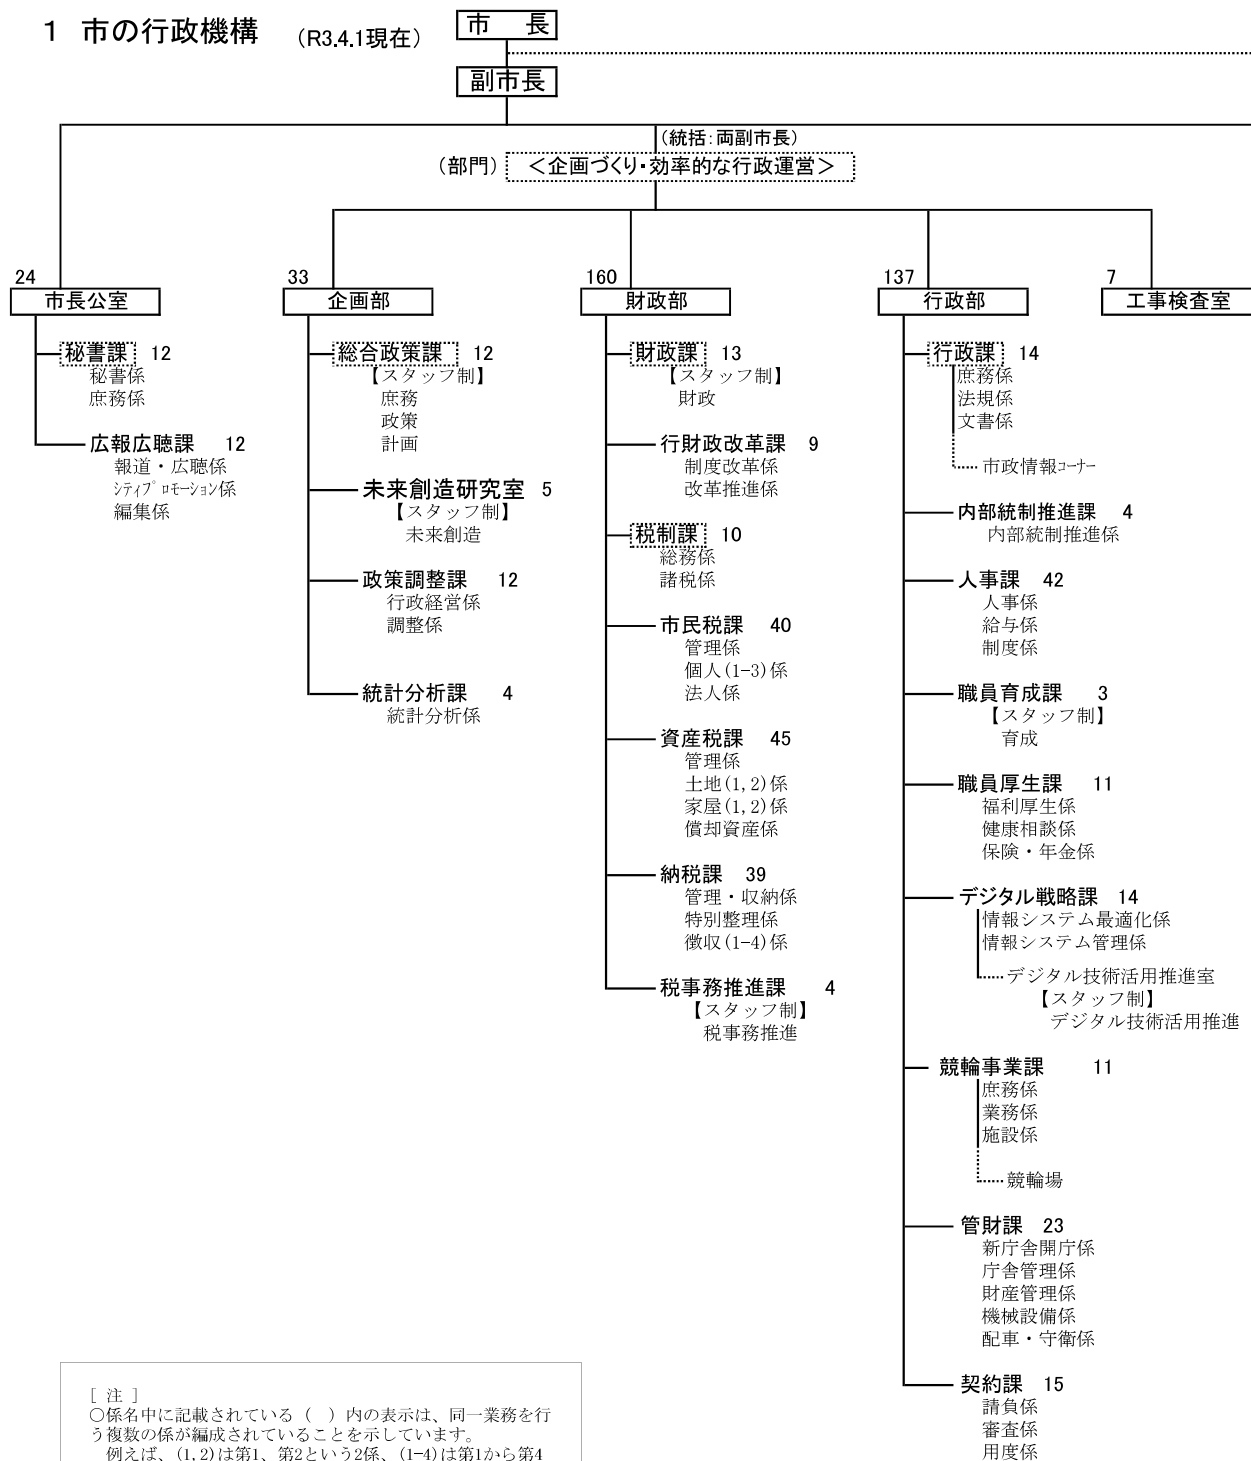 1 市の行政機構 (R3.4.1現在)
市 長
副市長
(統括:両副市長)
(部門) ＜企画づくり・効率的な行政運営＞
24
市長公室
秘書課 12
秘書係
庶務係
広報広聴課 12
報道・広聴係
ｼﾃｨﾌﾟﾛﾓｰｼｮﾝ係
編集係
33
企画部
総合政策課 12
【スタッフ制】
庶務
政策
計画
未来創造研究室 5
【スタッフ制】
未来創造
政策調整課 12
行政経営係
調整係
統計分析課 4
統計分析係
160
財政部
財政課 13
【スタッフ制】
財政
行財政改革課 9
制度改革係
改革推進係
税制課 10
総務係
諸税係
市民税課 40
管理係
個人(1-3)係
法人係
資産税課 45
管理係
土地(1,2)係
家屋(1,2)係
償却資産係
納税課 39
管理・収納係
特別整理係
徴収(1-4)係
税事務推進課 4
【スタッフ制】
税事務推進
137
行政部
行政課 14
庶務係
法規係
文書係
市政情報ｺｰﾅｰ
内部統制推進課 4
内部統制推進係
人事課 42
人事係
給与係
制度係
職員育成課 3
【スタッフ制】
育成
職員厚生課 11
福利厚生係
健康相談係
保険・年金係
デジタル戦略課 14
情報システム最適化係
情報システム管理係
デジタル技術活用推進室
【スタッフ制】
デジタル技術活用推進
競輪事業課 11
庶務係
業務係
施設係
競輪場
管財課 23
新庁舎開庁係
庁舎管理係
財産管理係
機械設備係
配車・守衛係
契約課 15
請負係
審査係
用度係
7
工事検査室
[ 注 ]
○係名中に記載されている（ ）内の表示は、同一業務を行
う複数の係が編成されていることを示しています。
例えば、(1,2)は第1、第2という2係、(1-4)は第1から第4